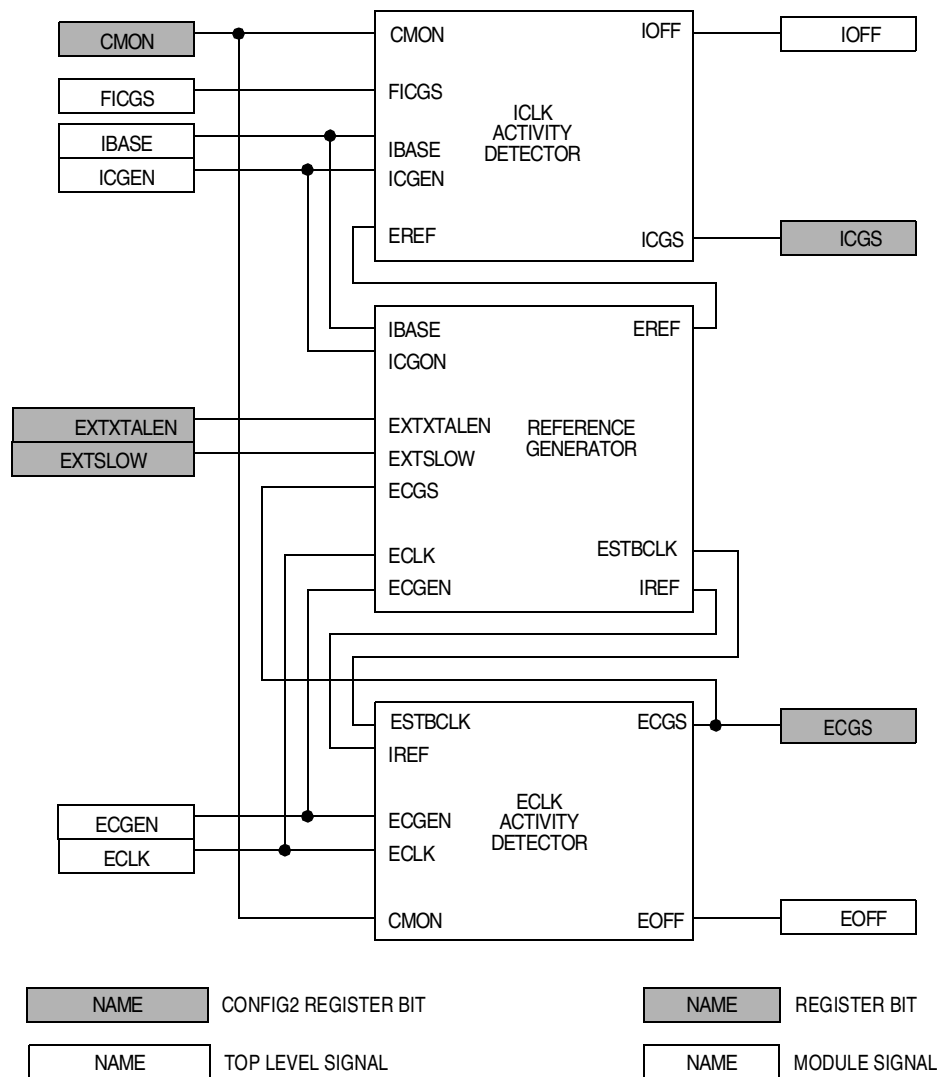 CMON
FICGS
IBASE
ICGEN
CMON
FICGS
IBASE
ICGEN
EREF
ICLK
ACTIVITY
DETECTOR
IOFF
ICGS
IOFF
ICGS
EXTXTALEN
EXTSLOW
IBASE
ICGON
EXTXTALEN
EXTSLOW
ECGS
ECLK
ECGEN
REFERENCE
GENERATOR
EREF
ESTBCLK
IREF
ECGEN
ECLK
ESTBCLK
IREF
ECGEN
ECLK
CMON
ECLK
ACTIVITY
DETECTOR
ECGS
EOFF
ECGS
EOFF
NAME CONFIG2 REGISTER BIT
NAME REGISTER BIT
NAME TOP LEVEL SIGNAL
NAME MODULE SIGNAL